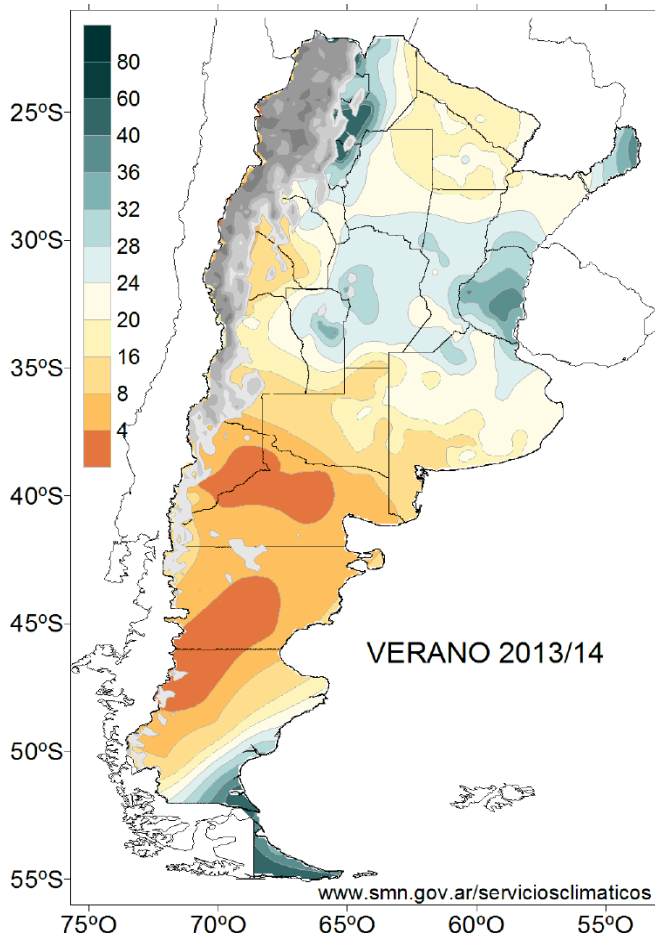 80
60
40
36
32
28
24
20
16
8
4
25ºS
30ºS
35ºS
40ºS
45ºS
50ºS
55ºS
VERANO 2013/14
www.smn.gov.ar/serviciosclimaticos
75ºO
70ºO
65ºO
60ºO
55ºO